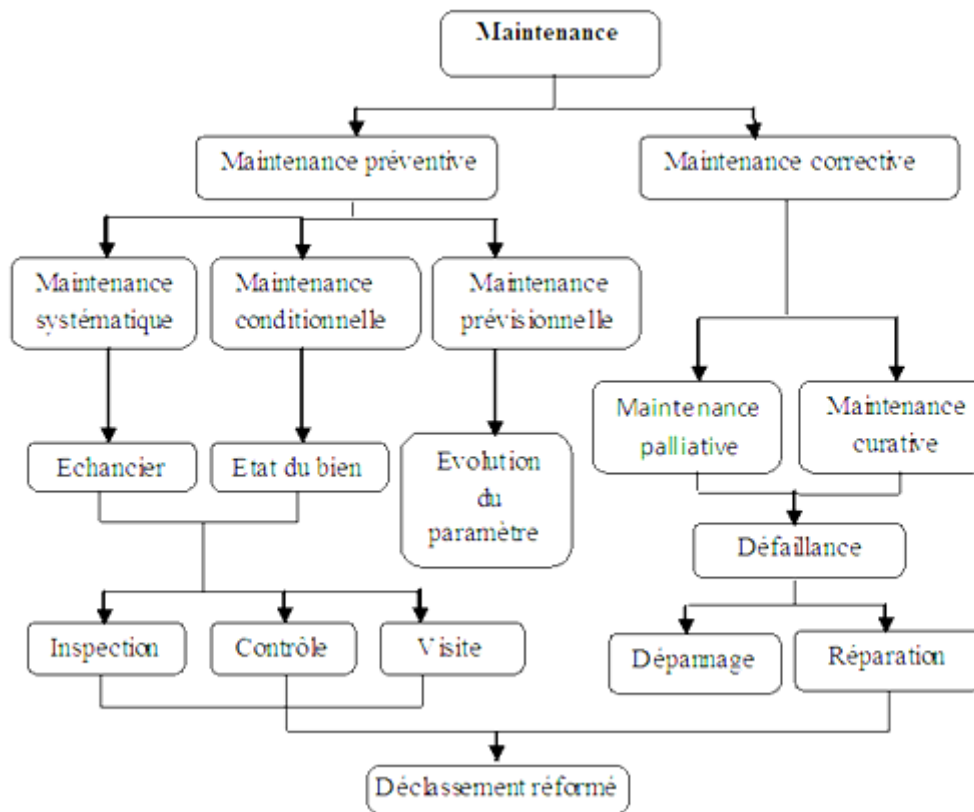 Maintenance
Maintenance préventive
Maintenance corrective
Maintenance
systématique
Maintenance
conditionnelle
Maintenance
prévisionnelle
Maintenance
palliative
Maintenance
curative
Echancier
Etat du bien
Evolution
du
paramètre
Défaillance
Inspection
Contrôle
Visite
Dépannage
Réparation
Déclassement réformé